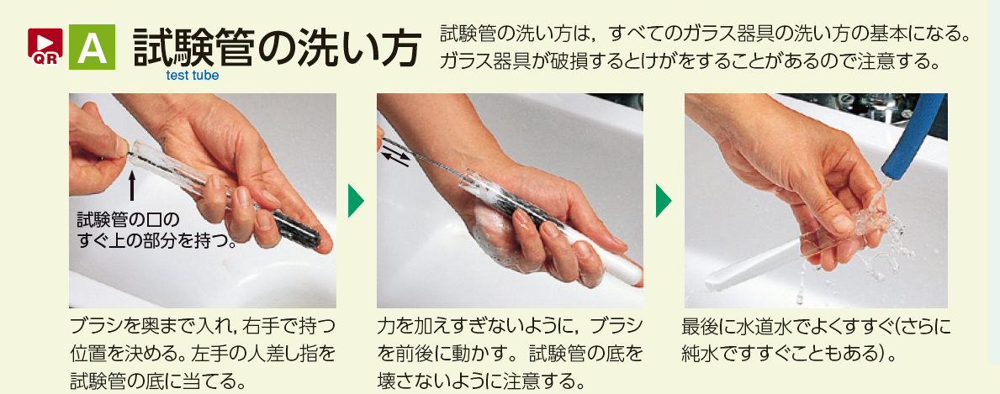 QR
A 試験管の洗い方
test tube
試験管の洗い方は，すべてのガラス器具の洗い方の基本になる。
ガラス器具が破損するとけがをすることがあるので注意する。
試験管の口の
すぐ上の部分を持つ。
ブラシを奥まで入れ，右手で持つ
位置を決める。左手の人差し指を
試験管の底に当てる。
力を加えすぎないように，ブラシ
を前後に動かす。試験管の底を
壊さないように注意する。
最後に水道水でよくすすぐ(さらに
純水ですすぐこともある)。